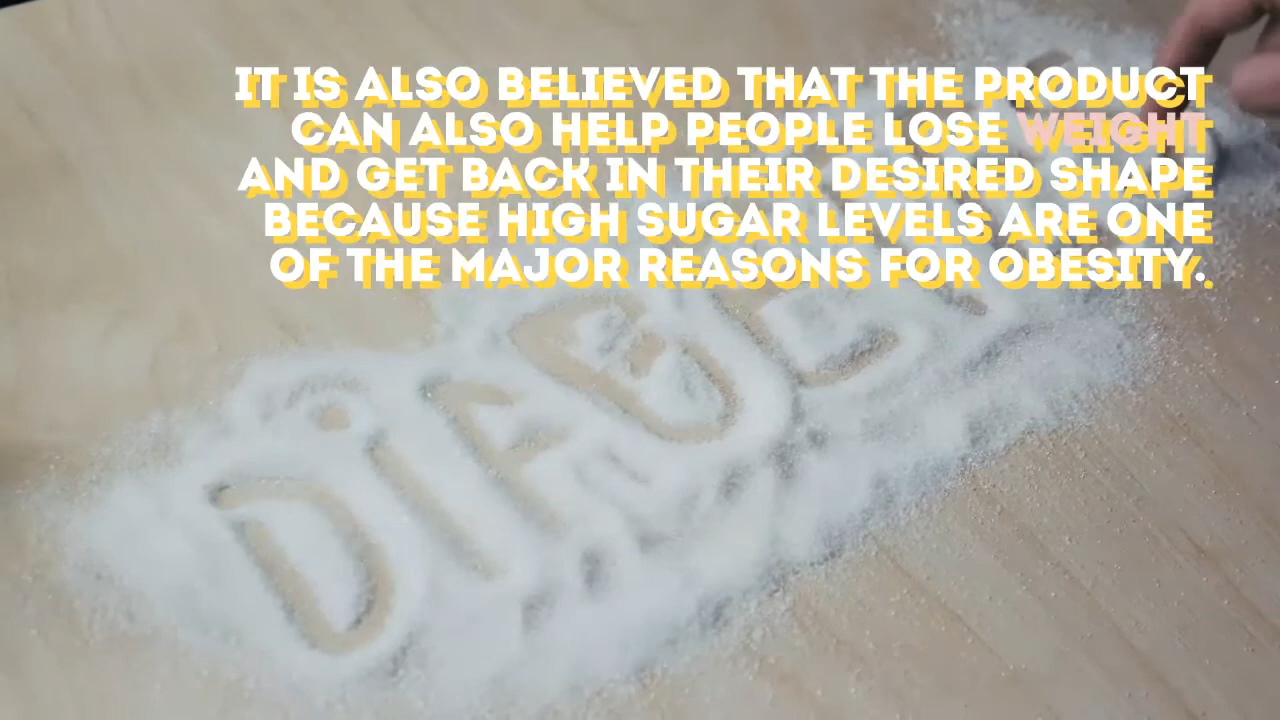 IT IS ALSO BELIEVED THAT THE PRODUCT
CAN ALSO HELP PEOPLE LOSE WEIGHT
AND GET BACK IN THEIR DESIRED SHAPE
BECAUSE HIGH SUGAR LEVELS ARE ONE
OF THE MAJOR REASONS FOR OBESITY.